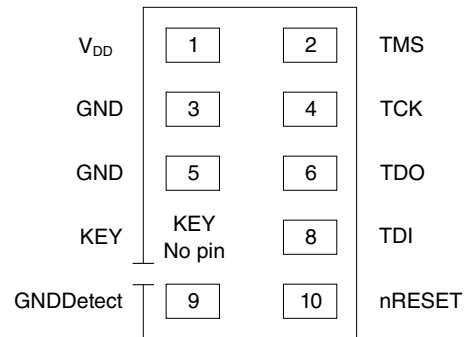 V_DD 1 2 TMS
GND 3 4 TCK
GND 5 6 TDO
KEY KEY No pin 8 TDI
GNDDetect 9 10 nRESET